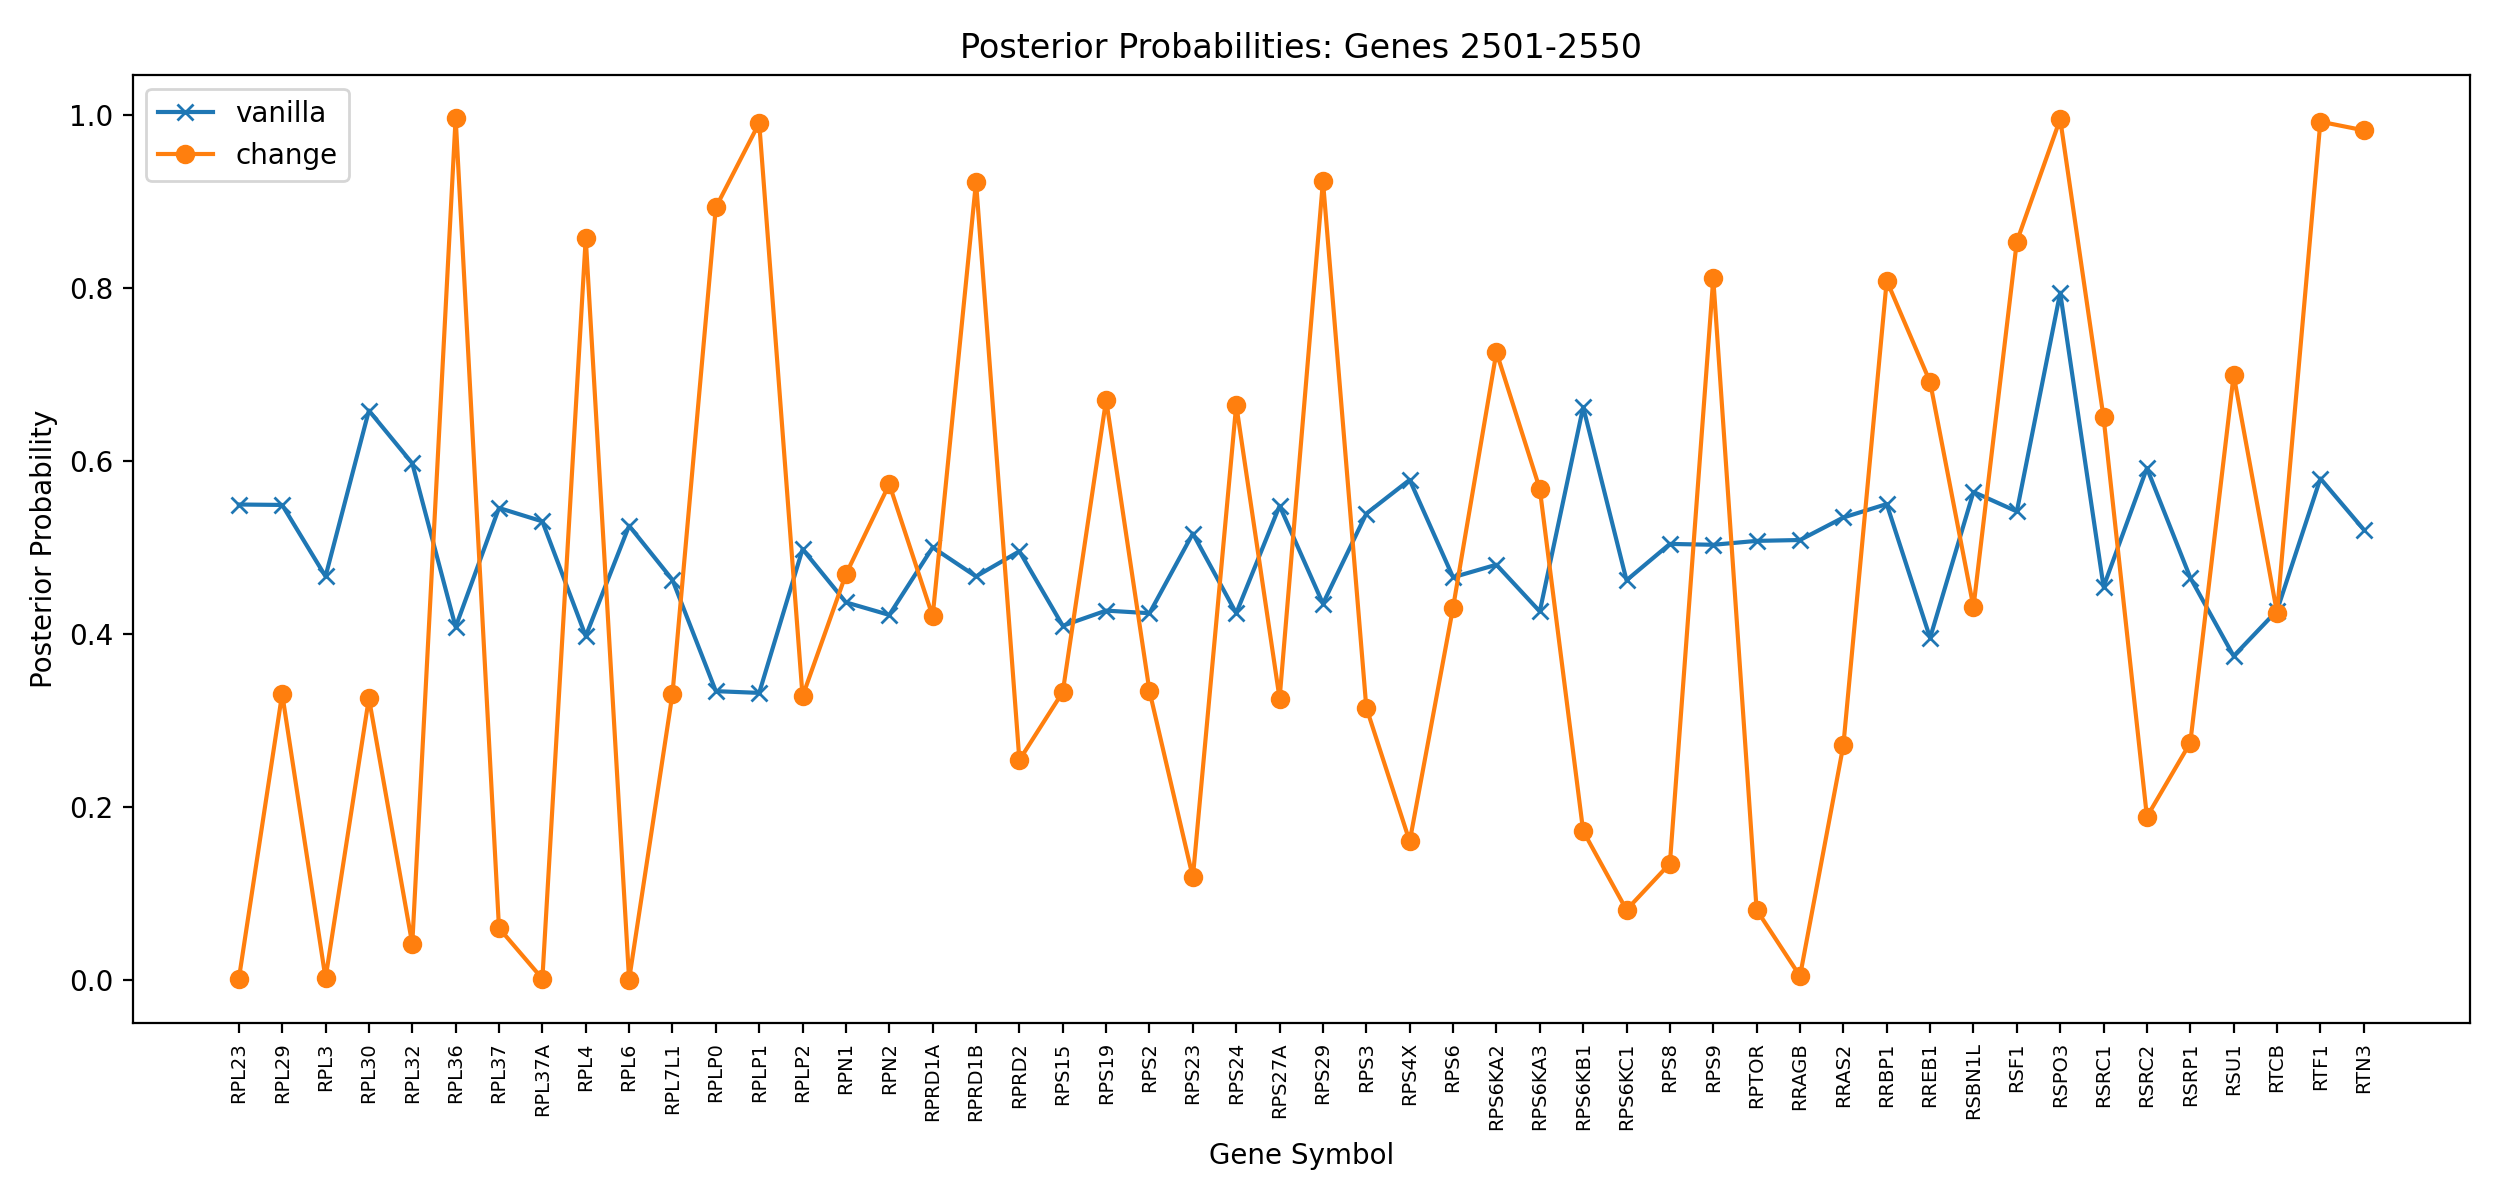 Posterior Probabilities: Genes 2501-2550
vanilla
change
Posterior Probability
1.0
0.8
0.6
0.4
0.2
0.0
RPL23
RPL29
RPL3
RPL30
RPL32
RPL36
RPL37
RPL37A
RPL4
RPL6
RPL7L1
RPLP0
RPLP1
RPLP2
RPN1
RPN2
RPRD1A
RPRD1B
RPRD2
RPS15
RPS19
RPS2
RPS23
RPS24
RPS27A
RPS29
RPS3
RPS4X
RPS6
RPS6KA2
RPS6KA3
RPS6KB1
RPS6KC1
RPS8
RPS9
RPTOR
RRAGB
RRAS2
RRBP1
RREB1
RSBN1L
RSF1
RSPO3
RSRC1
RSRC2
RSRP1
RSU1
RTCB
RTF1
RTN3
Gene Symbol